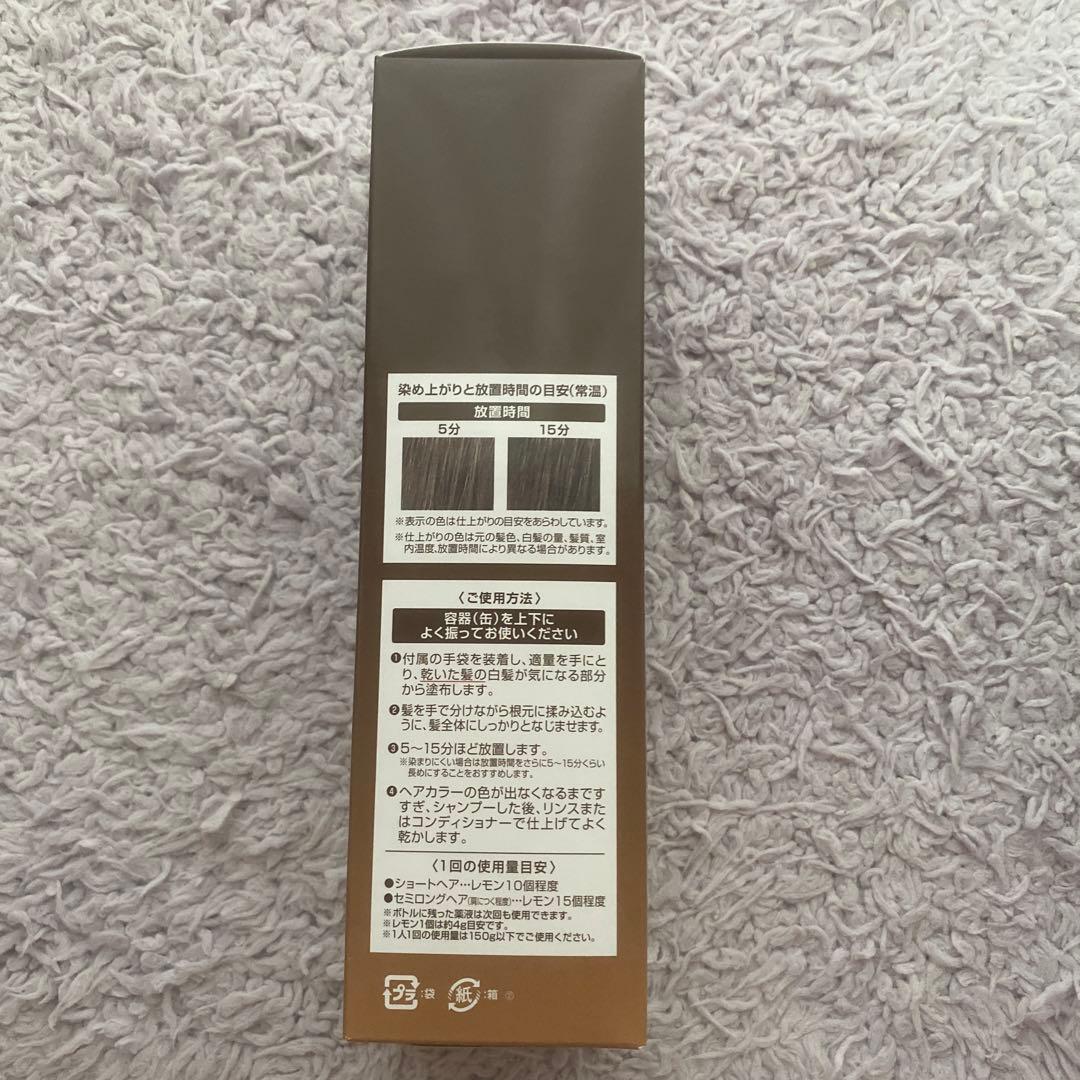 染め上がりと放置時間の目安(常温)
放置時間
5分 15分
※表示の色は仕上がりの目安をあらわしています。
※仕上がりの色は元の髪色、白髪の量、髪質、室
内温度、放置時間により異なる場合があります。
〈ご使用方法〉
容器(缶)を上下に
よく振ってお使いください
❶付属の手袋を装着し、適量を手にと
り、乾いた髪の白髪が気になる部分
から塗布します。
❷髪を手で分けながら根元に揉み込むよ
うに、髪全体にしっかりとなじませます。
❸5〜15分ほど放置します。
※染まりにくい場合は放置時間をさらに5〜15分くらい
長めにすることをおすすめします。
❹ヘアカラーの色が出なくなるまです
すぎ、シャンプーした後、リンスまた
はコンディショナーで仕上げてよく
乾かします。
〈1回の使用量目安〉
●ショートヘア…レモン10個程度
●セミロングヘア(肩につく程度)…レモン15個程度
※ボトルに残った薬液は次回も使用できます。
※レモン1個は約4g目安です。
※1人1回の使用量は150g以下でご使用ください。
プラ:袋 紙:箱 ②